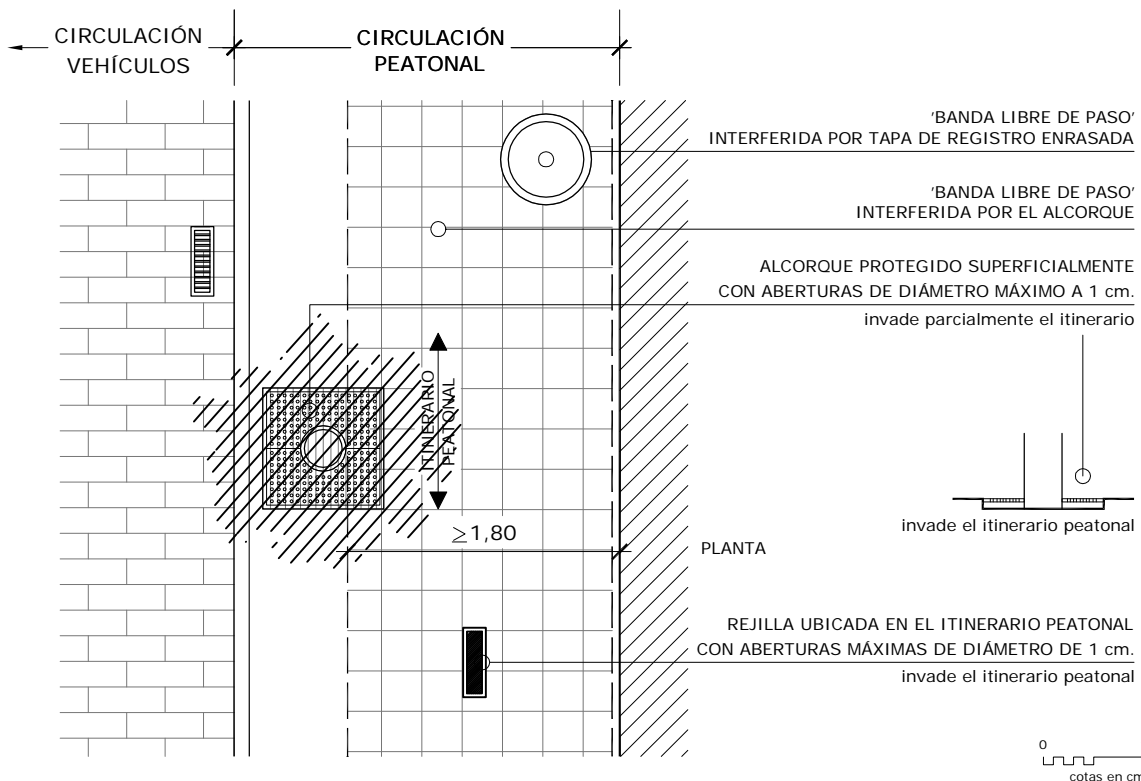 CIRCULACIÓN
VEHÍCULOS
CIRCULACIÓN
PEATONAL
'BANDA LIBRE DE PASO'
INTERFERIDA POR TAPA DE REGISTRO ENRASADA
'BANDA LIBRE DE PASO'
INTERFERIDA POR EL ALCORQUE
ALCORQUE PROTEGIDO SUPERFICIALMENTE
CON ABERTURAS DE DIÁMETRO MÁXIMO A 1 cm.
invade parcialmente el itinerario
ITINERARIO
PEATONAL
invade el itinerario peatonal
≥1,80
PLANTA
REJILLA UBICADA EN EL ITINERARIO PEATONAL
CON ABERTURAS MÁXIMAS DE DIÁMETRO DE 1 cm.
invade el itinerario peatonal
0
cotas en cm